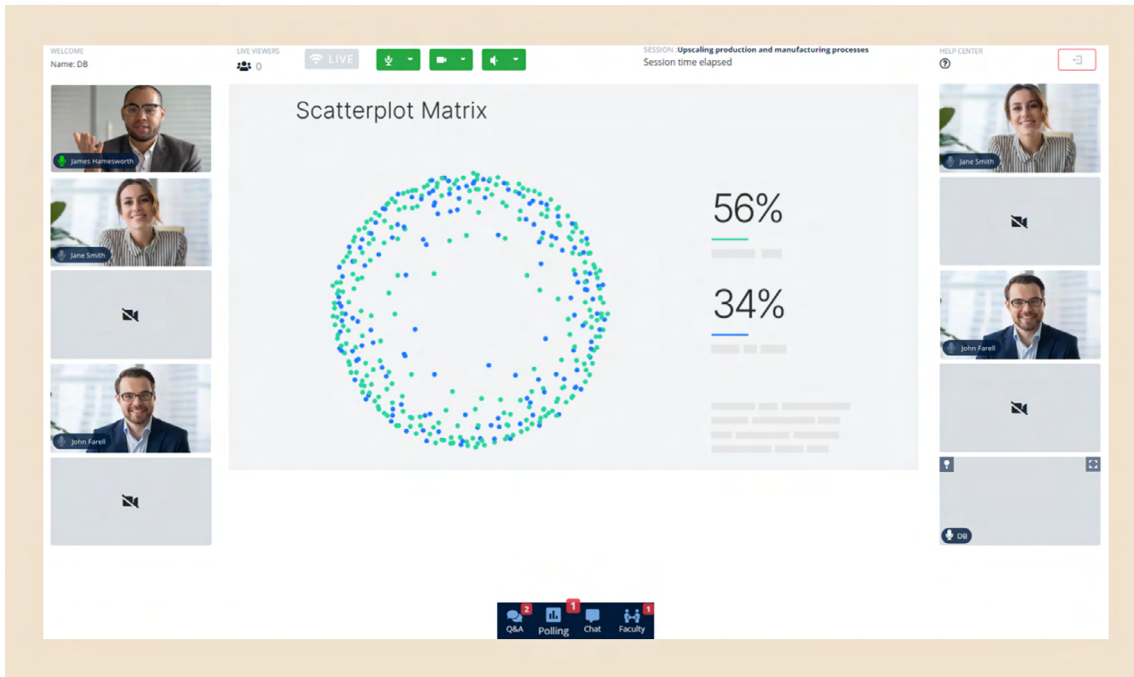 WELCOME
Name: DB
LIVE VIEWERS
0
LIVE
SESSION :Upscaling production and manufacturing processes
Session time elapsed
HELP CENTER
James Hamesworth
Jane Smith
John Farell
Scatterplot Matrix
56%
34%
Jane Smith
John Farell
DB
2
Q&A
1
Polling
Chat
1
Faculty